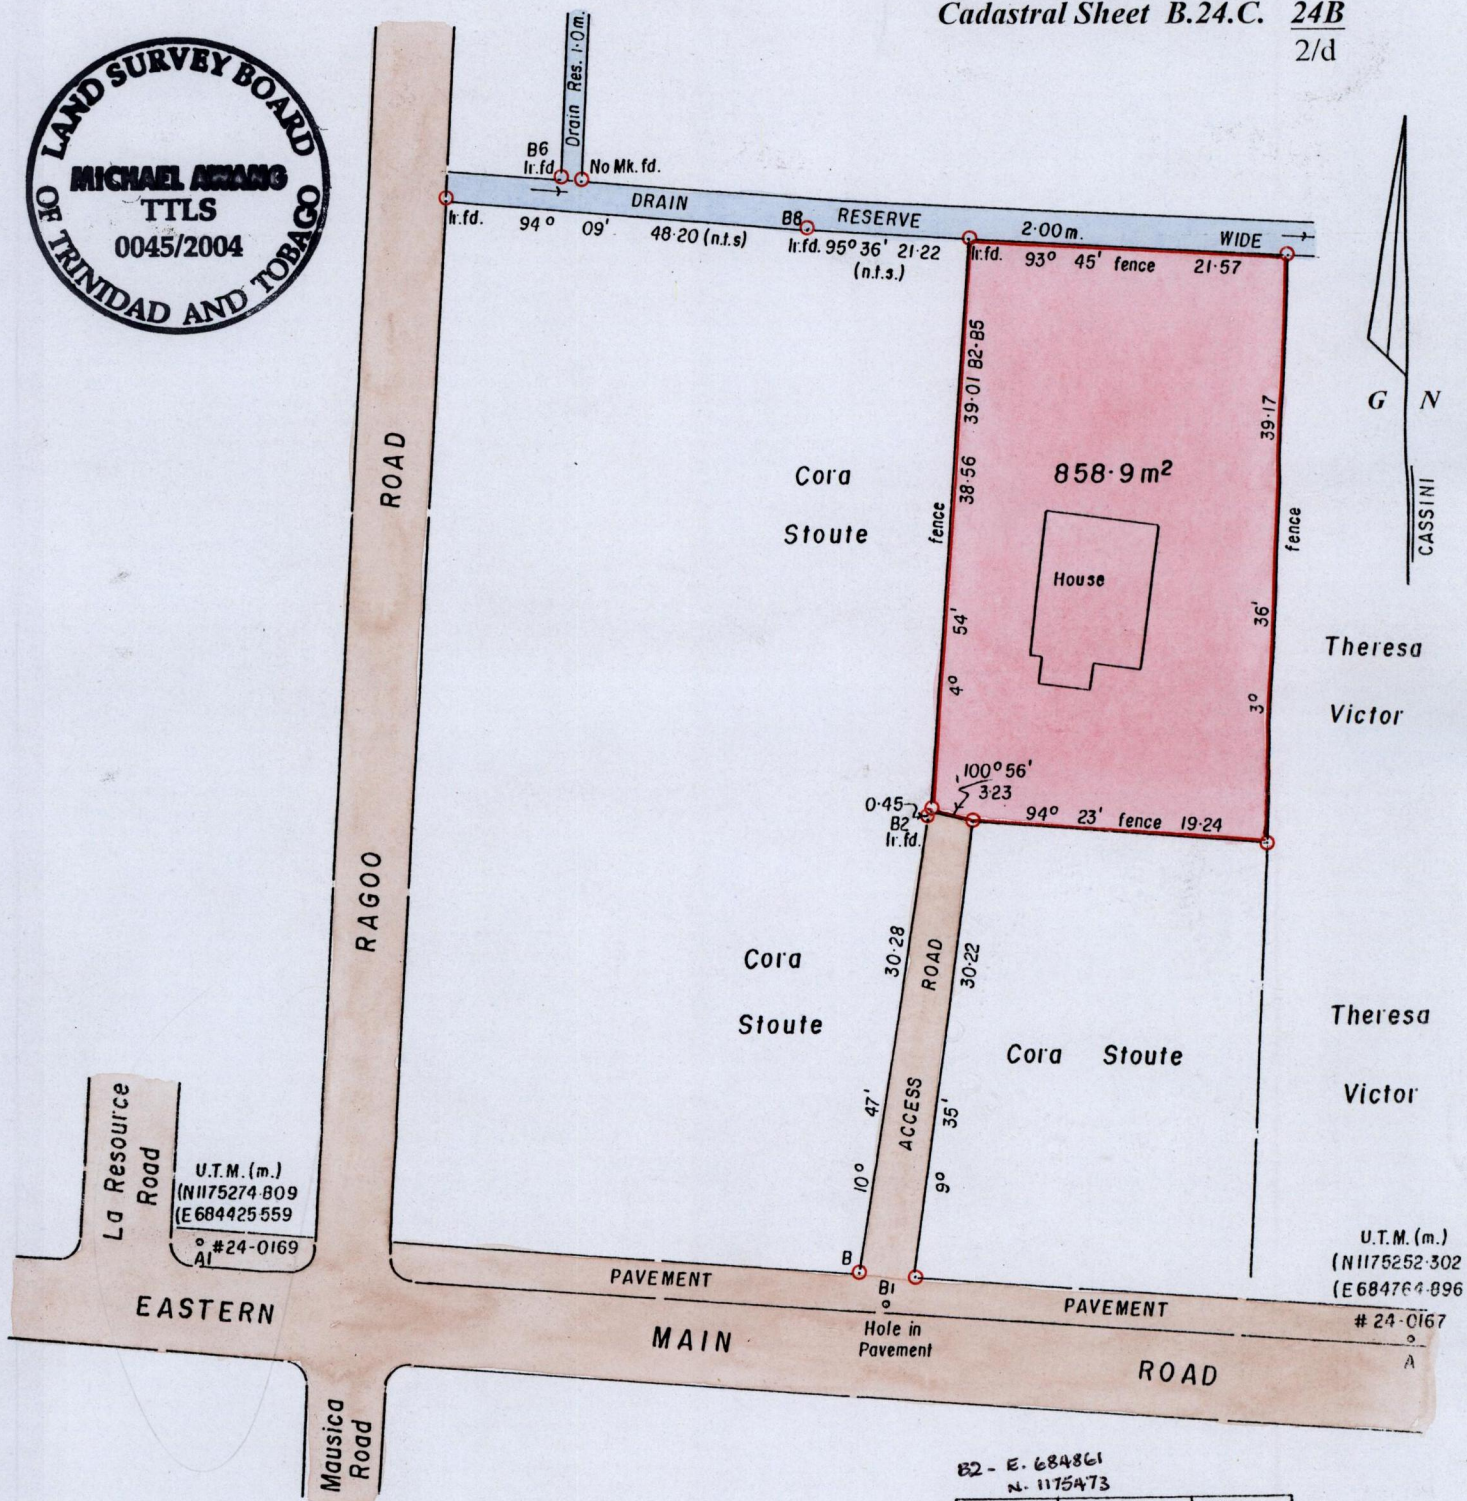 Cadastral Sheet B.24.C. 24B
2/d
LAND SURVEY BOARD
OF TRINIDAD AND TOBAGO
MICHAEL
TTLS
0045/2004
Drain Res. 1.0m.
B6
Ir.fd.
No Mk. fd.
DRAIN RESERVE 2.00m. WIDE
Ir.fd. 94° 09' 48.20 (n.t.s)
B8
Ir.fd. 95° 36' 21.22
(n.t.s.)
Ir.fd. 93° 45' fence 21.57
4° 54' fence 38.56 39.01 B2-B5
3° 36' fence 39.17
G N
CASSINI
858.9 m²
House
Cora
Stoute
Theresa
Victor
RAGOO ROAD
100° 56'
3.23
0.45
B2
Ir.fd.
94° 23' fence 19.24
10° 47' 30.28
ACCESS ROAD
9° 35' 30.22
Cora
Stoute
Cora Stoute
Theresa
Victor
La Resource
Road
U.T.M. (m.)
(N1175274.809
(E684425.559
#24-0169
A1
U.T.M. (m.)
(N1175252.302
(E684764.896
# 24-0167
A
B
B1
Hole in
Pavement
PAVEMENT
PAVEMENT
EASTERN MAIN ROAD
Mausica
Road
B2 - E. 684861
N. 1175473